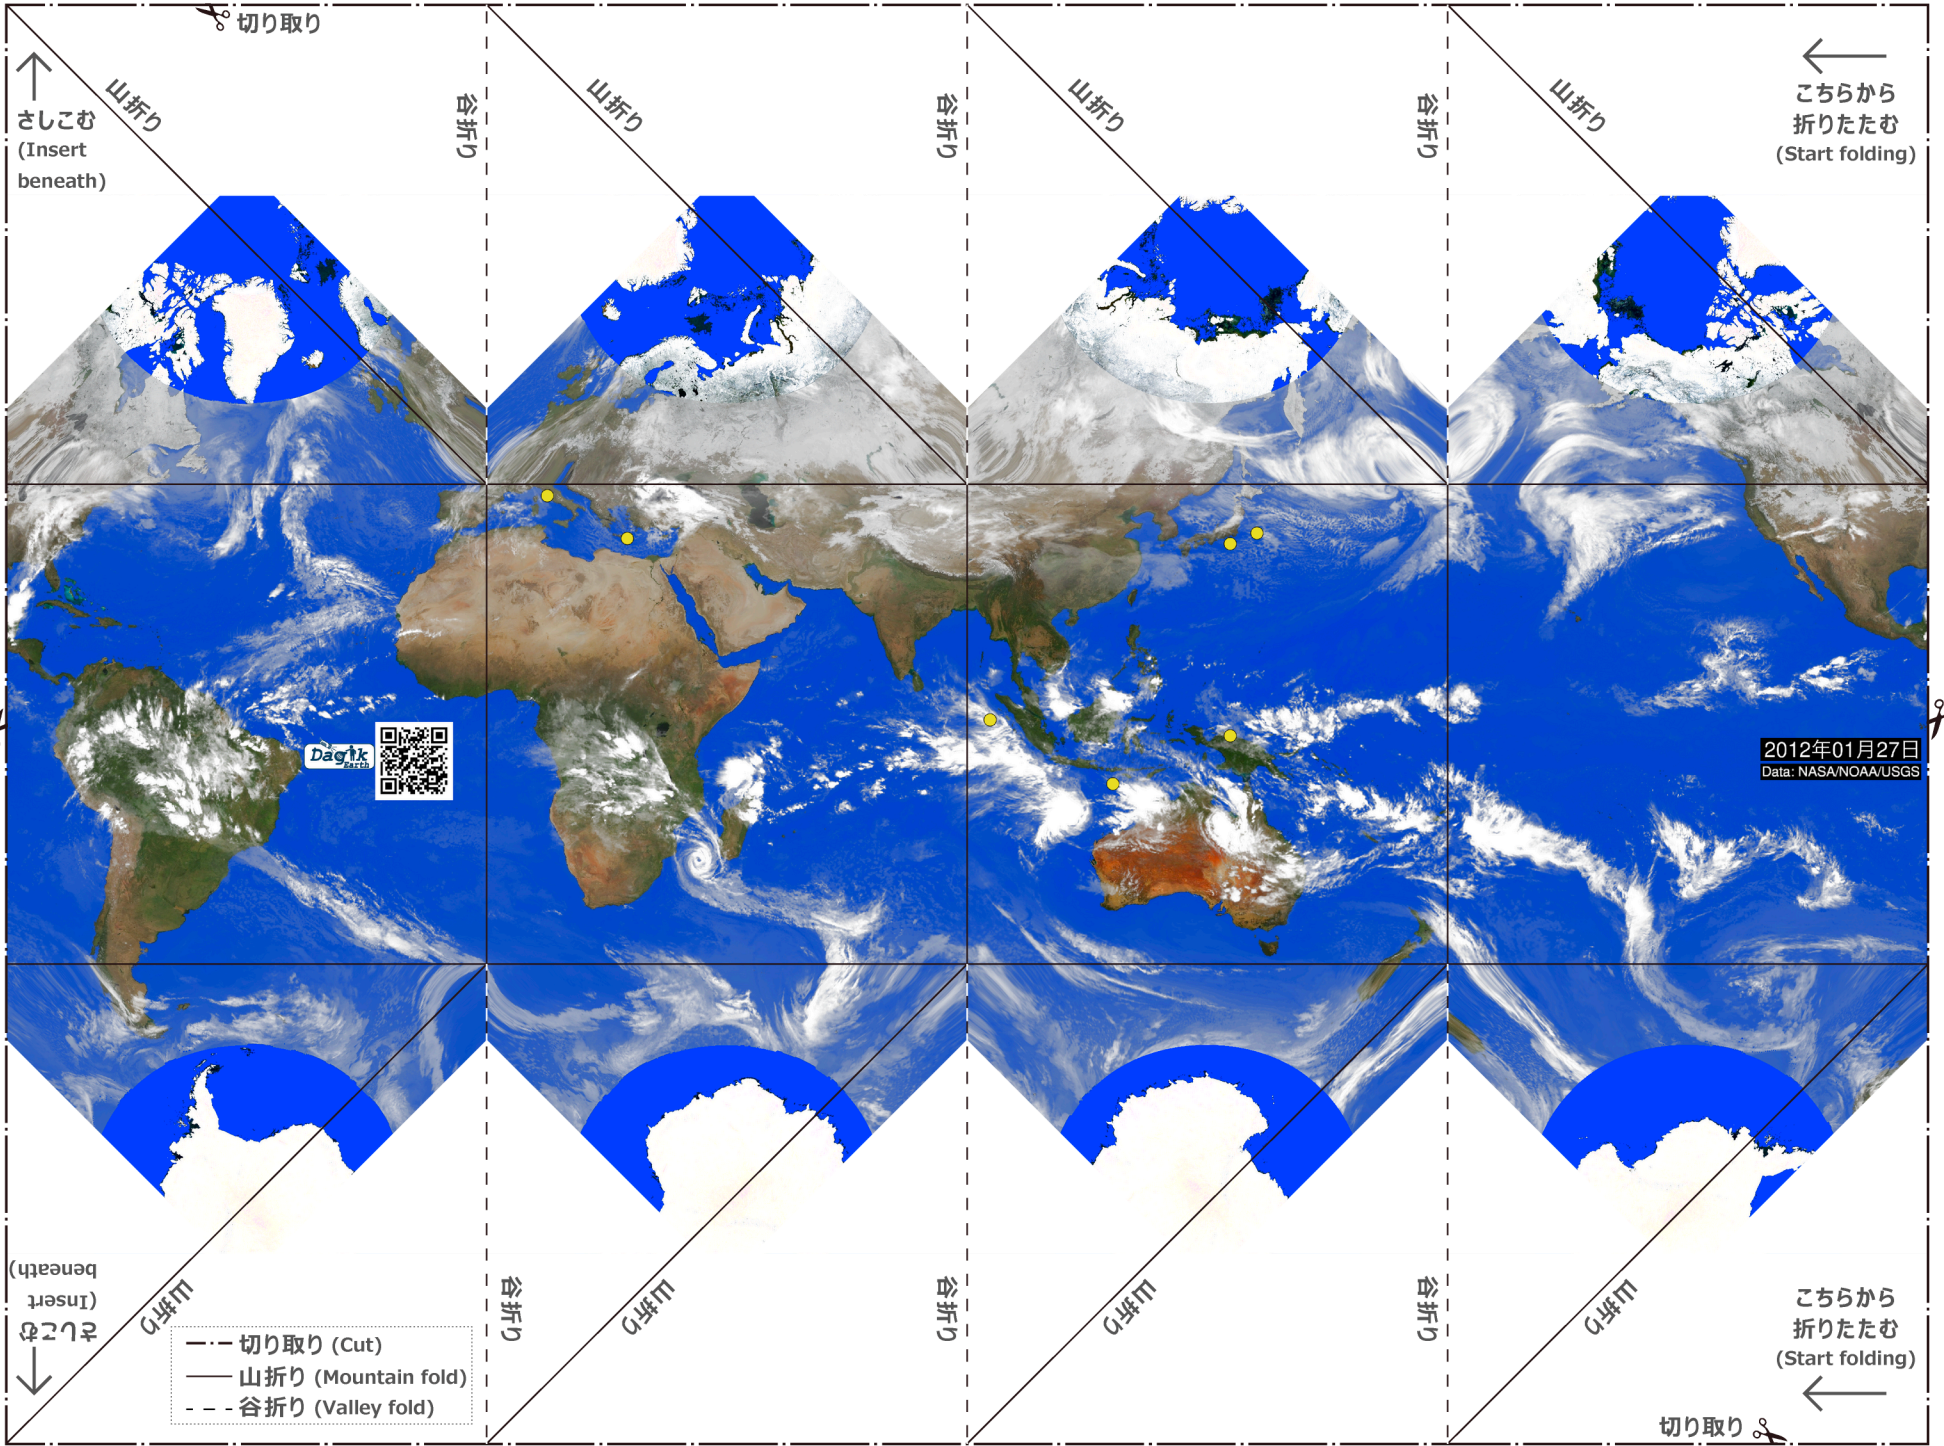 切り取り
山折り
谷折り
山折り
谷折り
山折り
谷折り
山折り
さしこむ
(Insert
beneath)
こちらから
折りたたむ
(Start folding)
Dagik
Earth
2012年01月27日
Data: NASA/NOAA/USGS
さしこむ
(Insert
beneath)
山折り
谷折り
山折り
谷折り
山折り
谷折り
山折り
切り取り (Cut)
山折り (Mountain fold)
谷折り (Valley fold)
こちらから
折りたたむ
(Start folding)
切り取り